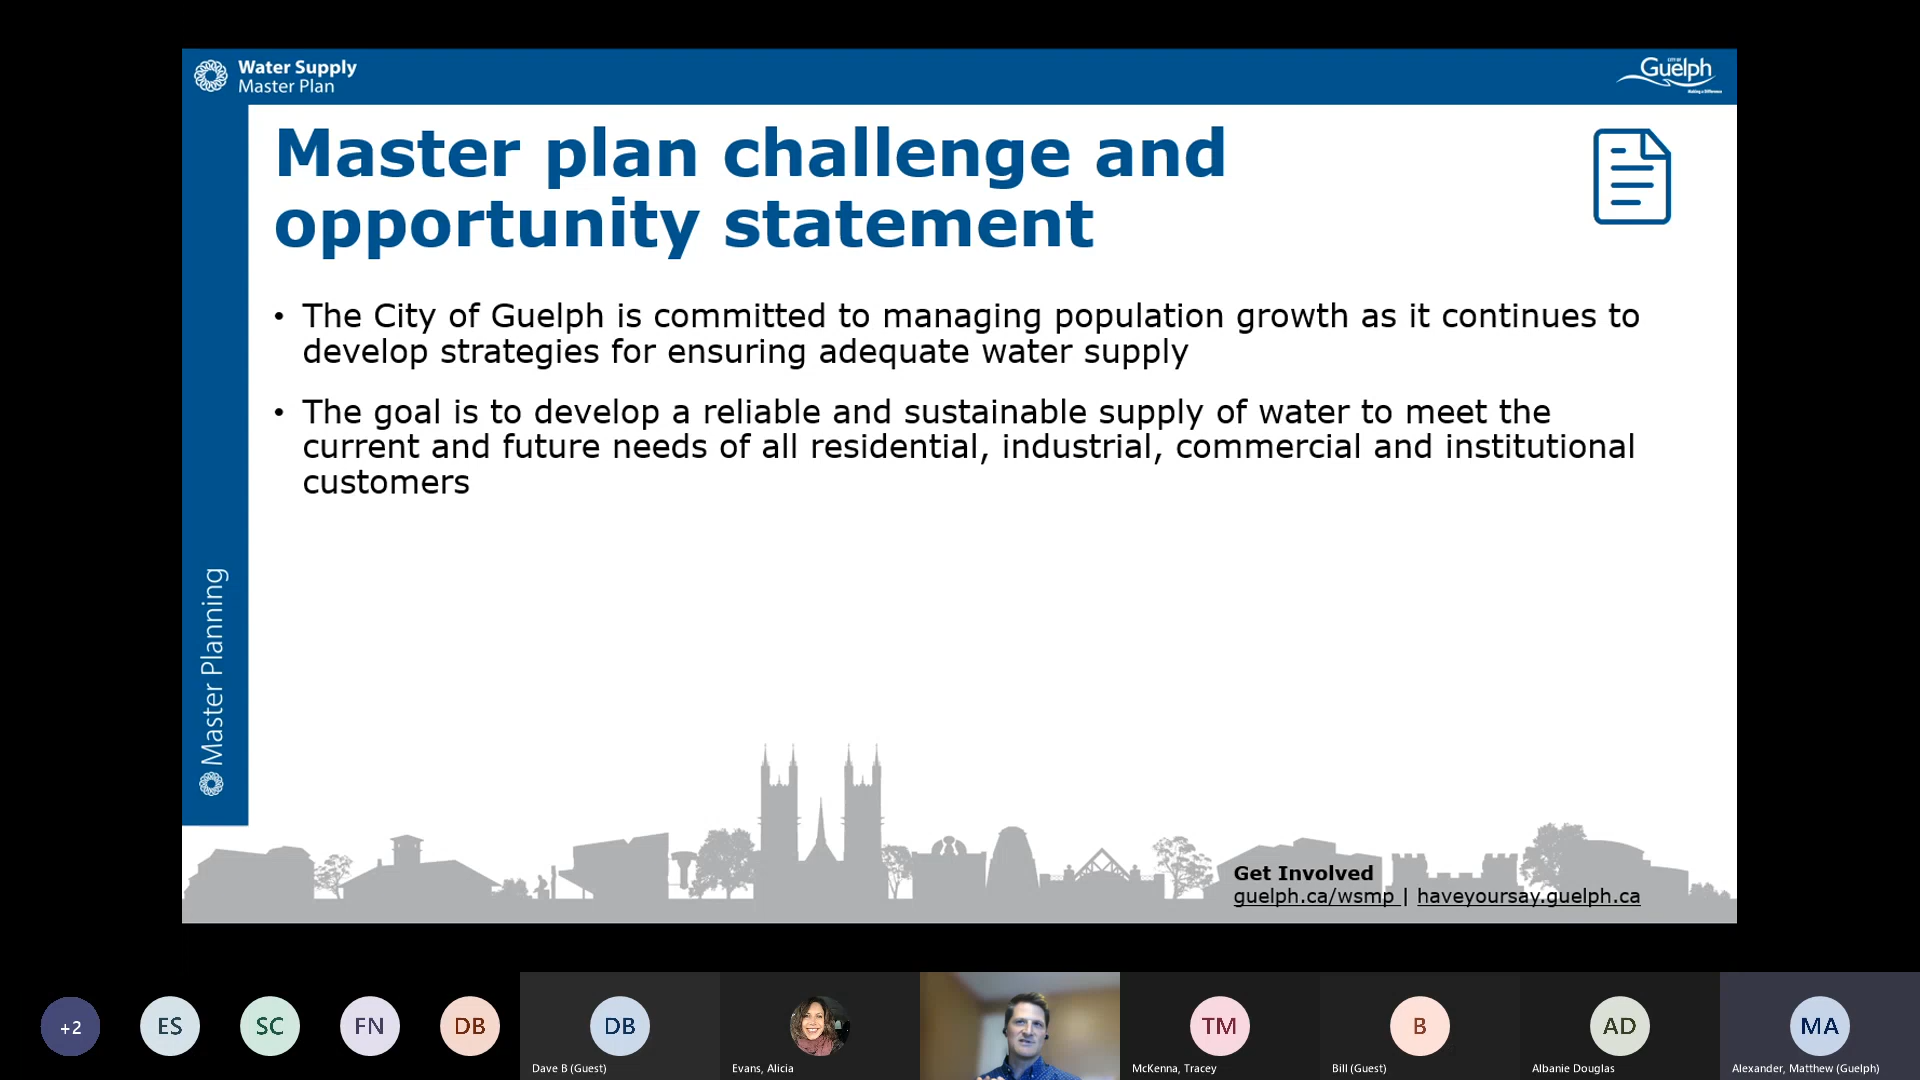 Water Supply
Master Plan
CITY OF
Guelph
Making a Difference
Master plan challenge and
opportunity statement
• The City of Guelph is committed to managing population growth as it continues to
develop strategies for ensuring adequate water supply
• The goal is to develop a reliable and sustainable supply of water to meet the
current and future needs of all residential, industrial, commercial and institutional
customers
Master Planning
Get Involved
guelph.ca/wsmp | haveyoursay.guelph.ca
+2
ES
SC
FN
DB
DB
TM
B
AD
MA
Dave B (Guest)
Evans, Alicia
McKenna, Tracey
Bill (Guest)
Albanie Douglas
Alexander, Matthew (Guelph)